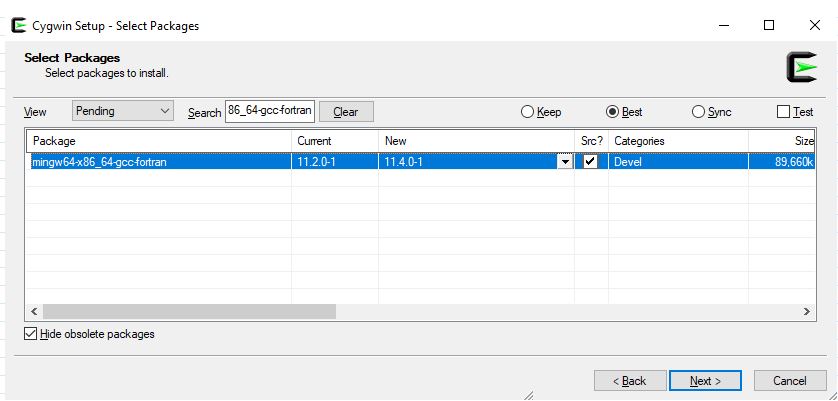 Cygwin Setup - Select Packages
Select Packages
Select packages to install.
View Pending Search 86_64-gcc-fortran Clear Keep Best Sync Test
Package Current New Src? Categories Size
mingw64-x86_64-gcc-fortran 11.2.0-1 11.4.0-1 Devel 89,660k
Hide obsolete packages
< Back Next > Cancel